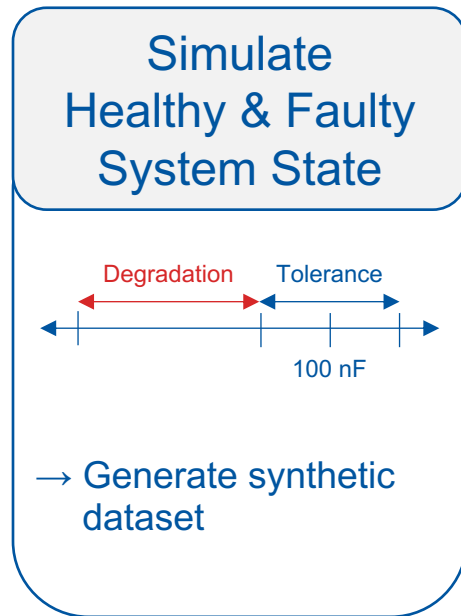 Simulate
Healthy & Faulty
System State
Degradation Tolerance
100 nF
→ Generate synthetic
dataset